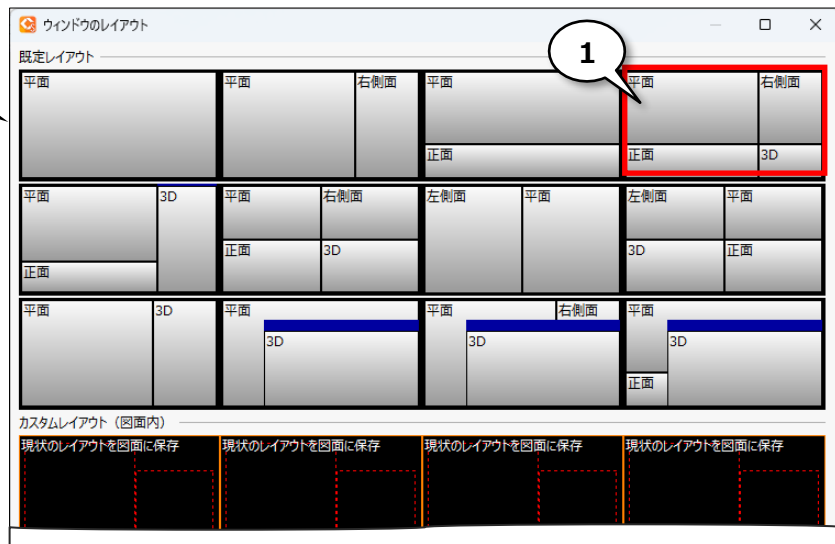 ウィンドウのレイアウト
既定レイアウト
1
平面
平面 右側面
平面
正面
平面 右側面
正面 3D
平面 3D
正面
平面 右側面
正面 3D
左側面 平面
左側面 平面
3D 正面
平面 3D
平面
3D
平面 右側面
3D
平面
3D
正面
カスタムレイアウト（図面内）
現状のレイアウトを図面に保存 現状のレイアウトを図面に保存 現状のレイアウトを図面に保存 現状のレイアウトを図面に保存